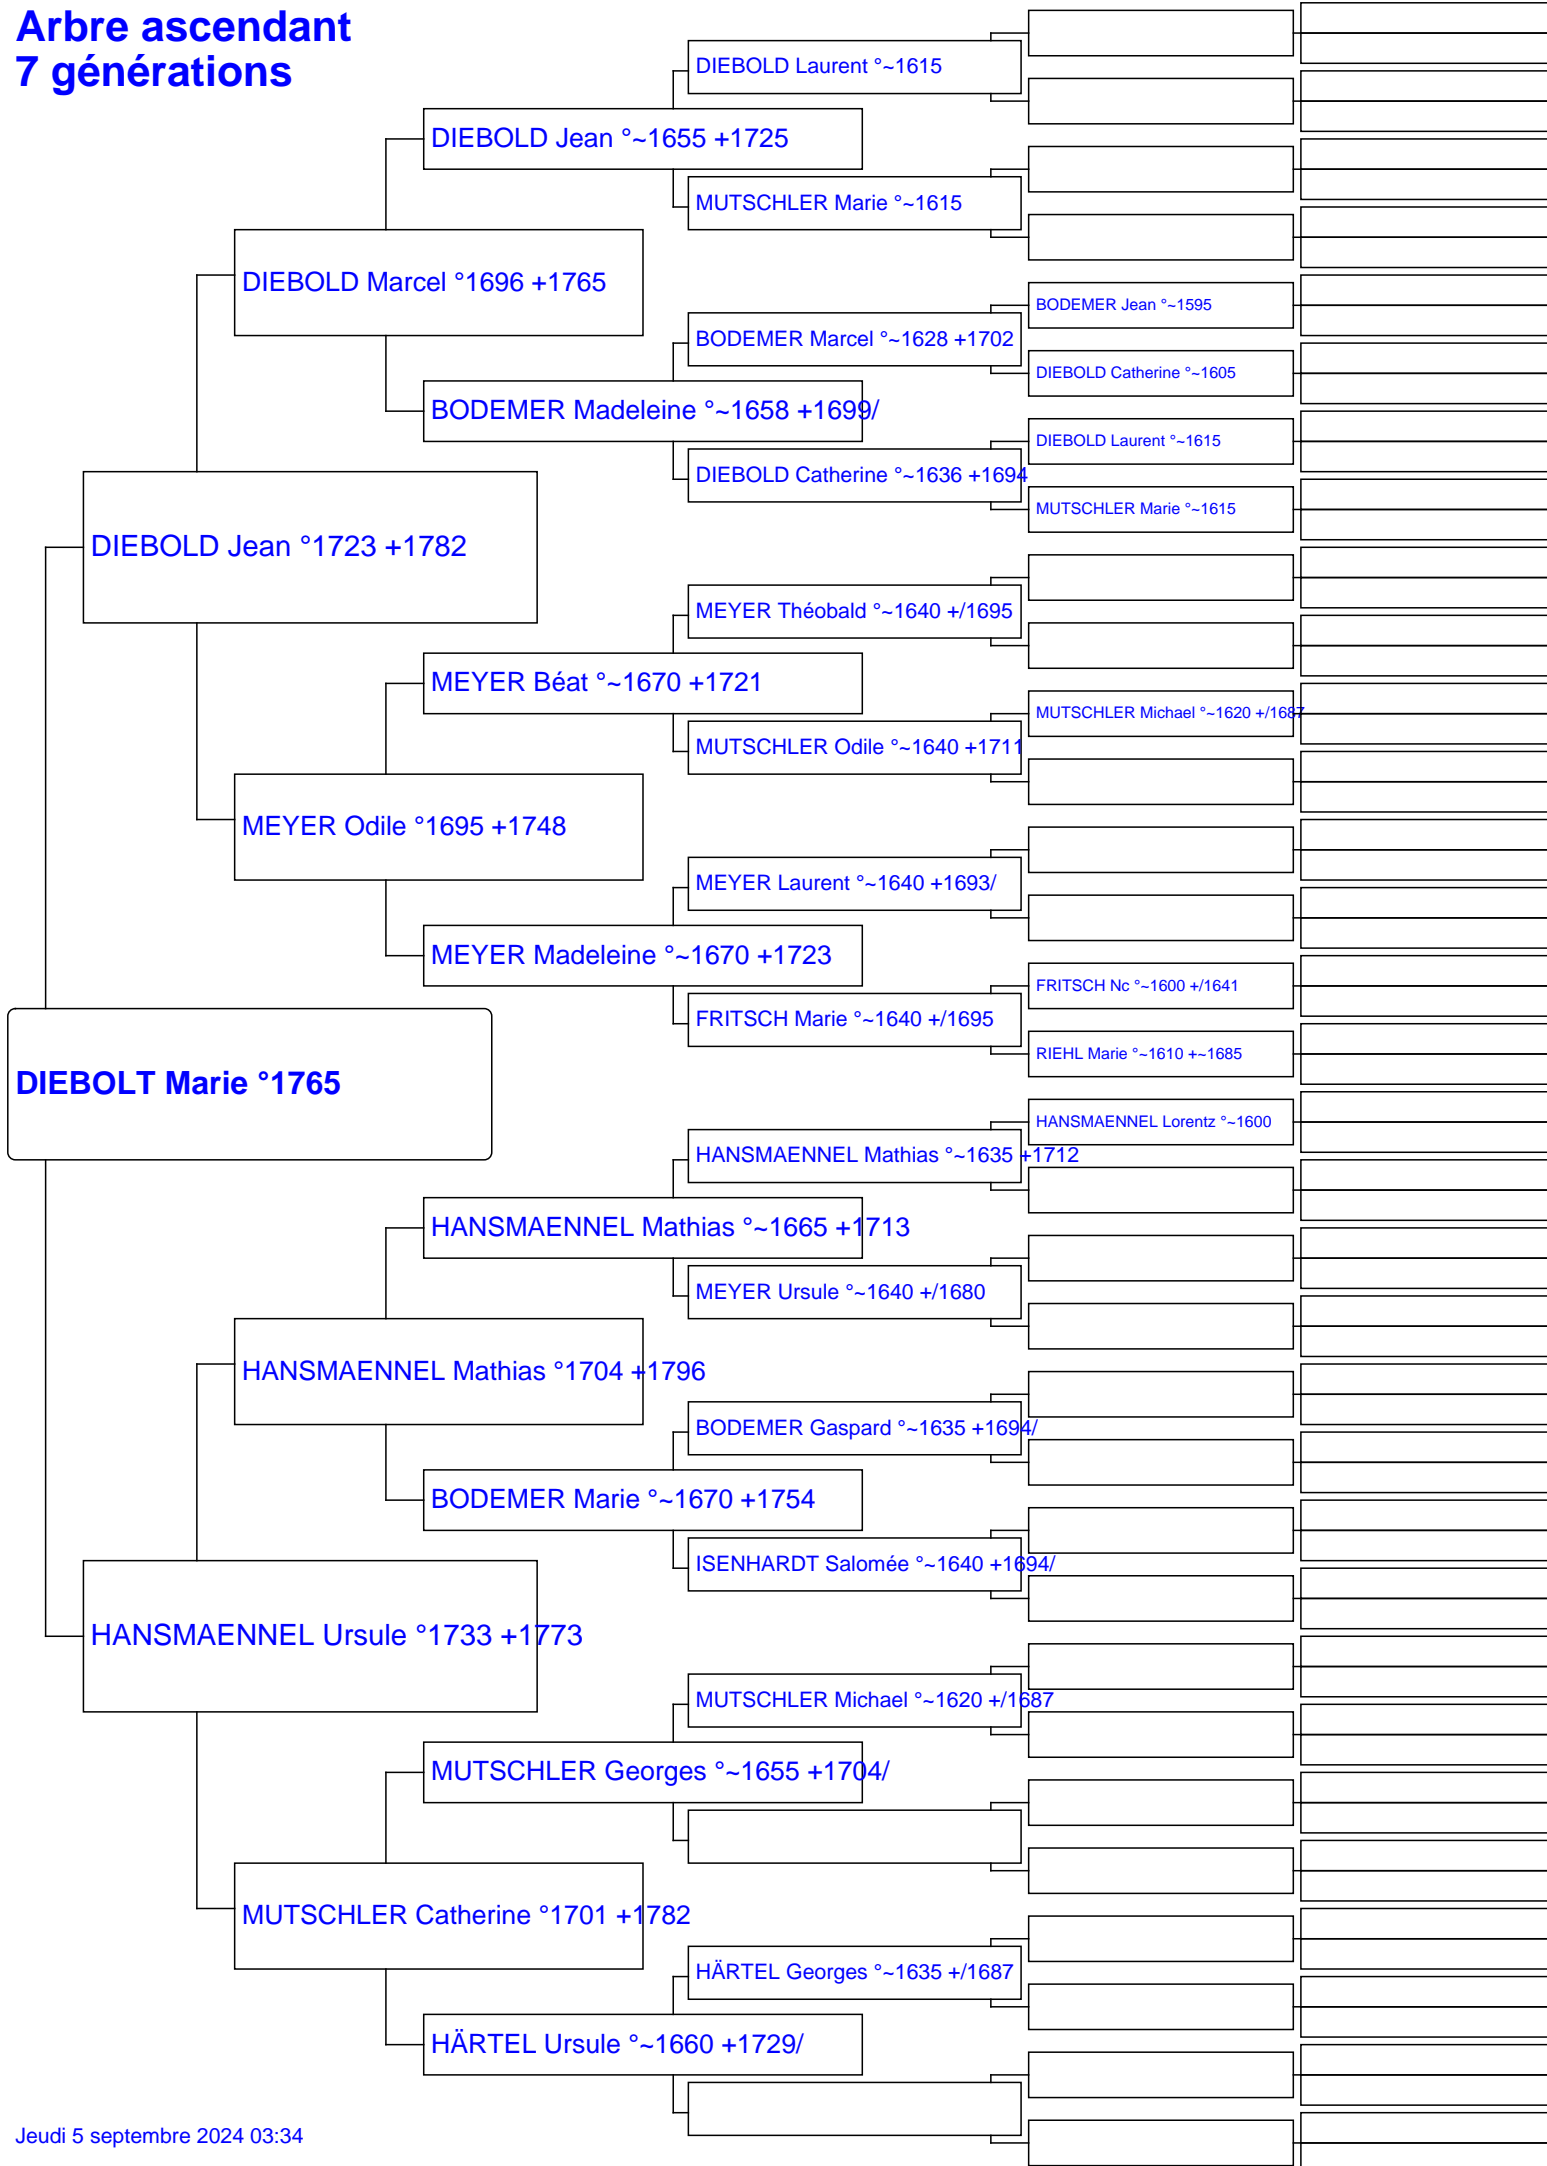 Arbre ascendant
7 générations
DIEBOLD Laurent °~1615
DIEBOLD Jean °~1655 +1725
MUTSCHLER Marie °~1615
DIEBOLD Marcel °1696 +1765
BODEMER Jean °~1595
BODEMER Marcel °~1628 +1702
DIEBOLD Catherine °~1605
BODEMER Madeleine °~1658 +1699/
DIEBOLD Laurent °~1615
DIEBOLD Catherine °~1636 +1694
MUTSCHLER Marie °~1615
DIEBOLD Jean °1723 +1782
MEYER Théobald °~1640 +/1695
MEYER Béat °~1670 +1721
MUTSCHLER Michael °~1620 +/1687
MUTSCHLER Odile °~1640 +1711
MEYER Odile °1695 +1748
MEYER Laurent °~1640 +1693/
MEYER Madeleine °~1670 +1723
FRITSCH Nc °~1600 +/1641
FRITSCH Marie °~1640 +/1695
RIEHL Marie °~1610 +~1685
DIEBOLT Marie °1765
HANSMAENNEL Lorentz °~1600
HANSMAENNEL Mathias °~1635 +1712
HANSMAENNEL Mathias °~1665 +1713
MEYER Ursule °~1640 +/1680
HANSMAENNEL Mathias °1704 +1796
BODEMER Gaspard °~1635 +1694/
BODEMER Marie °~1670 +1754
ISENHARDT Salomée °~1640 +1694/
HANSMAENNEL Ursule °1733 +1773
MUTSCHLER Michael °~1620 +/1687
MUTSCHLER Georges °~1655 +1704/
MUTSCHLER Catherine °1701 +1782
HÄRTEL Georges °~1635 +/1687
HÄRTEL Ursule °~1660 +1729/
Jeudi 5 septembre 2024 03:34